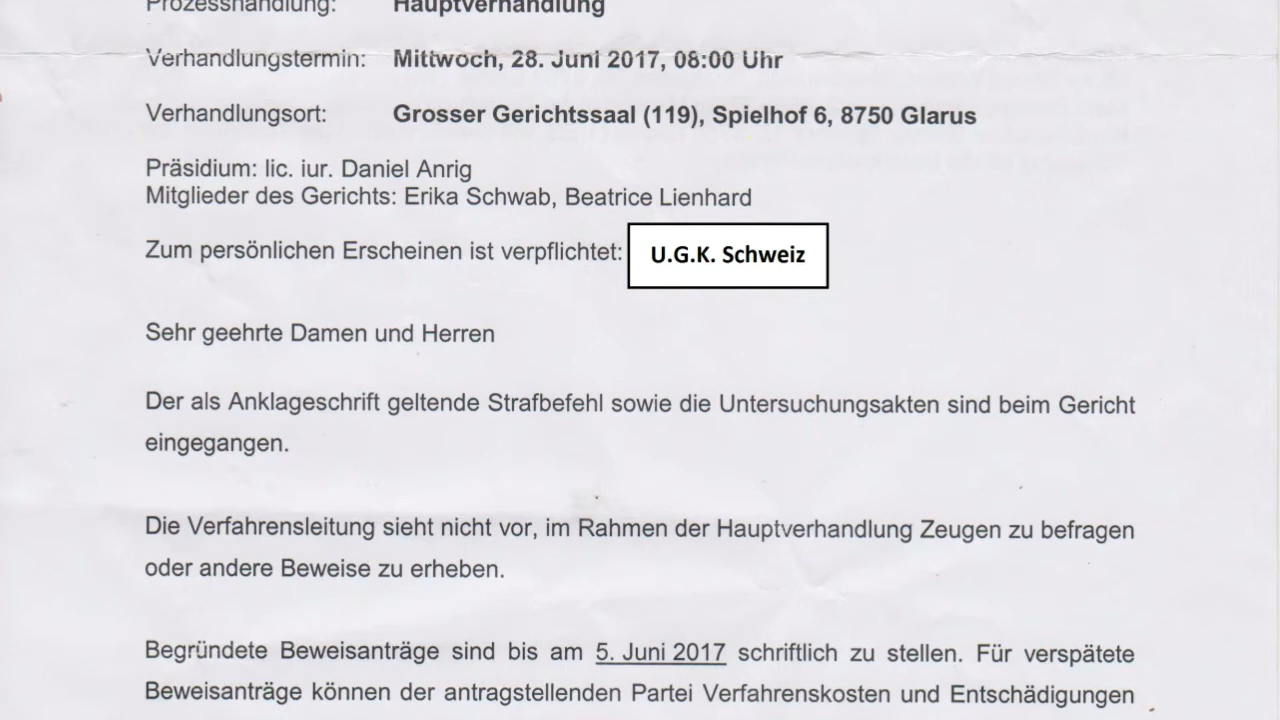 Prozesshandlung: Hauptverhandlung
Verhandlungstermin: Mittwoch, 28. Juni 2017, 08:00 Uhr
Verhandlungsort: Grosser Gerichtssaal (119), Spielhof 6, 8750 Glarus
Präsidium: lic. iur. Daniel Anrig
Mitglieder des Gerichts: Erika Schwab, Beatrice Lienhard
Zum persönlichen Erscheinen ist verpflichtet: U.G.K. Schweiz
Sehr geehrte Damen und Herren
Der als Anklageschrift geltende Strafbefehl sowie die Untersuchungsakten sind beim Gericht
eingegangen.
Die Verfahrensleitung sieht nicht vor, im Rahmen der Hauptverhandlung Zeugen zu befragen
oder andere Beweise zu erheben.
Begründete Beweisanträge sind bis am 5. Juni 2017 schriftlich zu stellen. Für verspätete
Beweisanträge können der antragstellenden Partei Verfahrenskosten und Entschädigungen